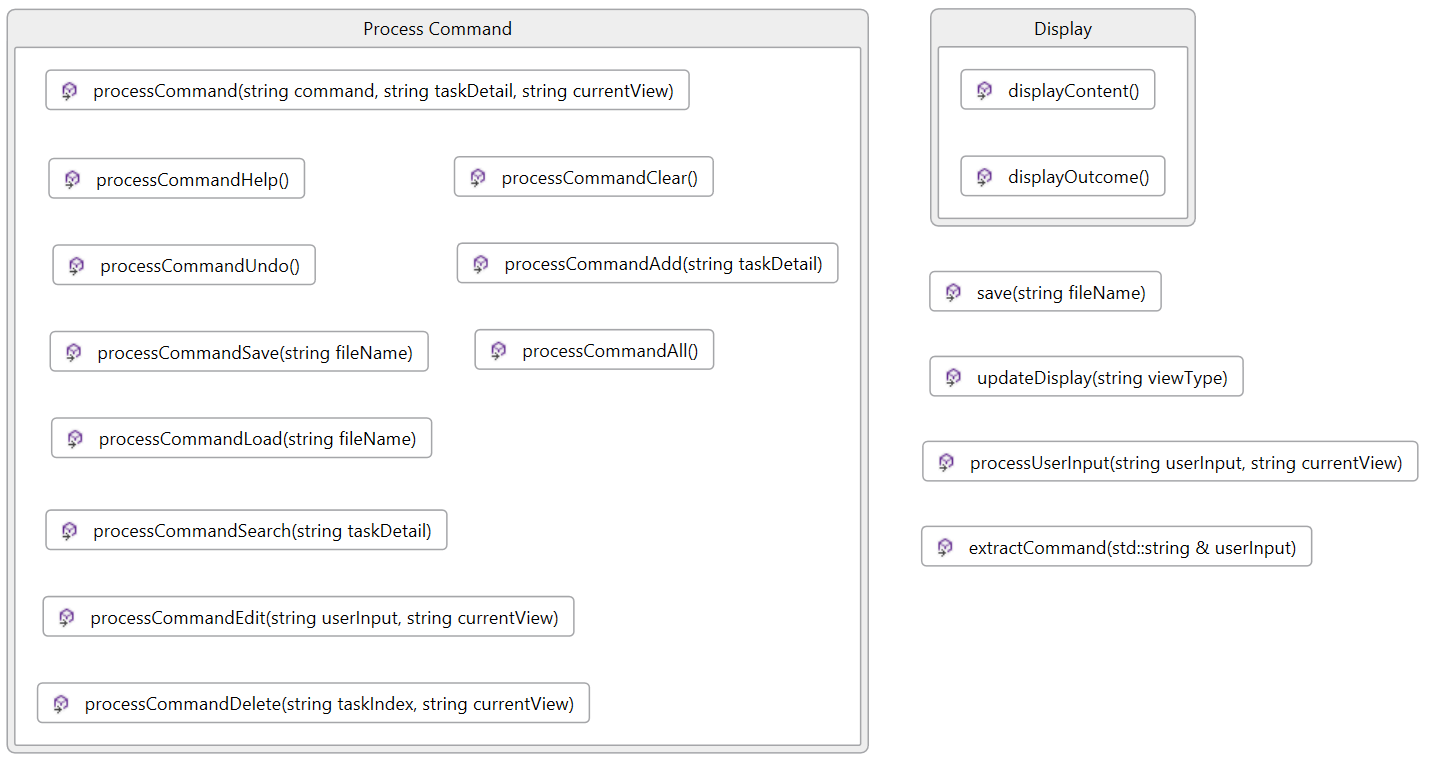 Process Command
processCommand(string command, string taskDetail, string currentView)
processCommandHelp()
processCommandClear()
processCommandUndo()
processCommandAdd(string taskDetail)
processCommandSave(string fileName)
processCommandAll()
processCommandLoad(string fileName)
processCommandSearch(string taskDetail)
processCommandEdit(string userInput, string currentView)
processCommandDelete(string taskIndex, string currentView)
Display
displayContent()
displayOutcome()
save(string fileName)
updateDisplay(string viewType)
processUserInput(string userInput, string currentView)
extractCommand(std::string & userInput)